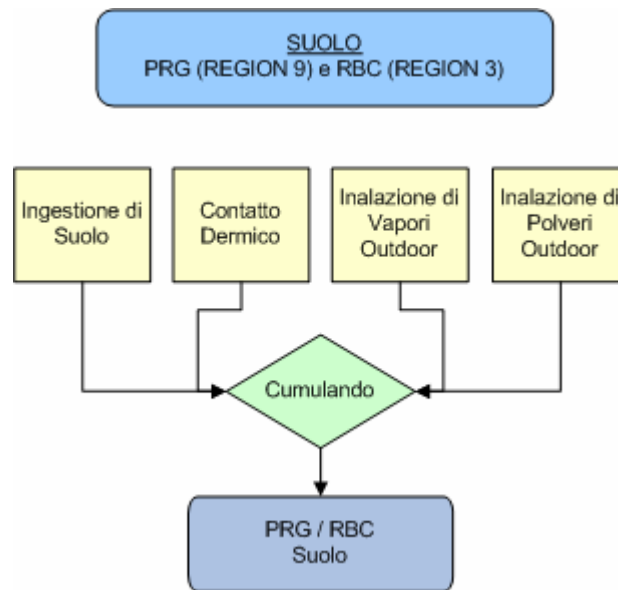 SUOLO
PRG (REGION 9) e RBC (REGION 3)
Ingestione di
Suolo
Contatto
Dermico
Inalazione di
Vapori
Outdoor
Inalazione di
Polveri
Outdoor
Cumulando
PRG / RBC
Suolo